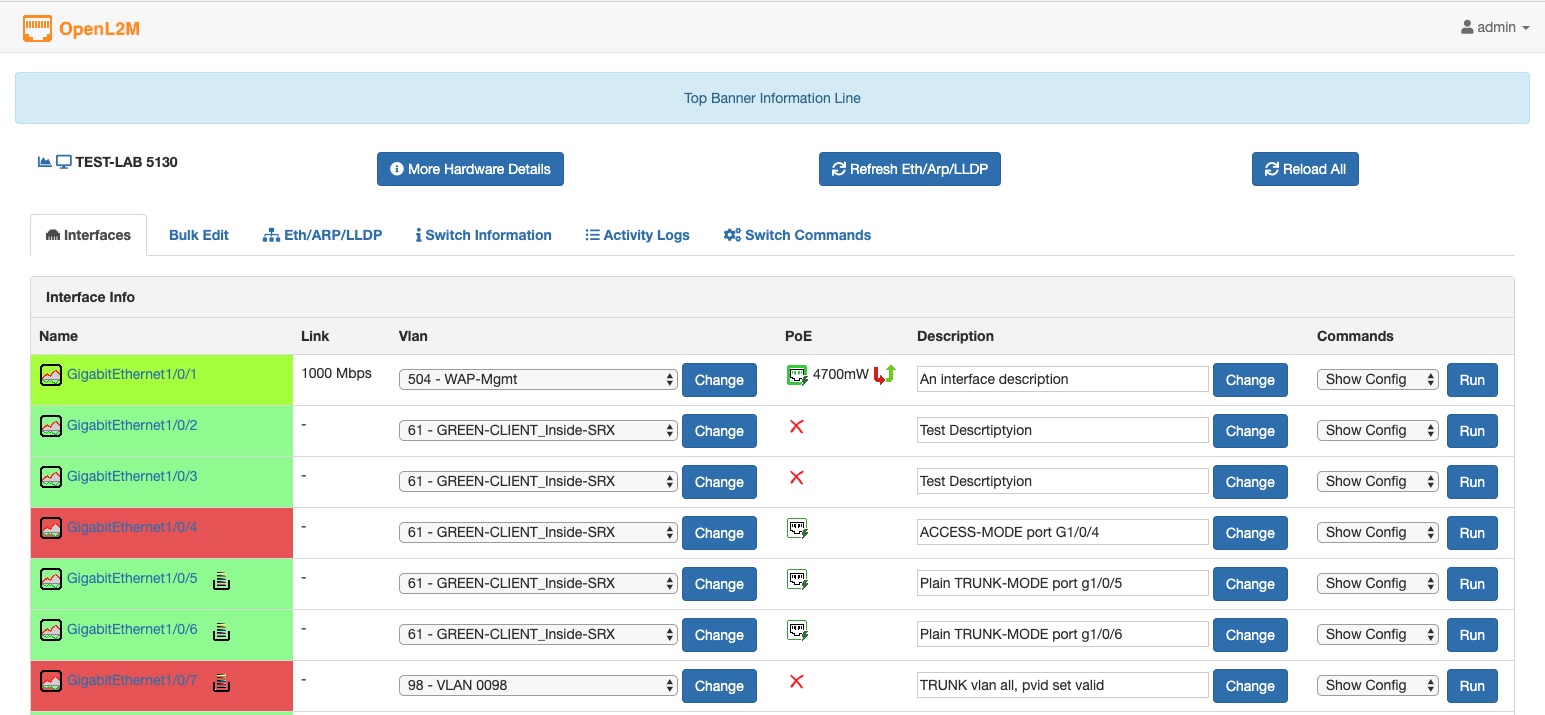 OpenL2M admin
Top Banner Information Line
TEST-LAB 5130 More Hardware Details Refresh Eth/Arp/LLDP Reload All
Interfaces Bulk Edit Eth/ARP/LLDP Switch Information Activity Logs Switch Commands
Interface Info
Name Link Vlan PoE Description Commands
GigabitEthernet1/0/1 1000 Mbps 504 - WAP-Mgmt Change 4700mW An interface description Change Show Config Run
GigabitEthernet1/0/2 - 61 - GREEN-CLIENT_Inside-SRX Change Test Descrtiptyion Change Show Config Run
GigabitEthernet1/0/3 - 61 - GREEN-CLIENT_Inside-SRX Change Test Descrtiptyion Change Show Config Run
GigabitEthernet1/0/4 - 61 - GREEN-CLIENT_Inside-SRX Change ACCESS-MODE port G1/0/4 Change Show Config Run
GigabitEthernet1/0/5 - 61 - GREEN-CLIENT_Inside-SRX Change Plain TRUNK-MODE port g1/0/5 Change Show Config Run
GigabitEthernet1/0/6 - 61 - GREEN-CLIENT_Inside-SRX Change Plain TRUNK-MODE port g1/0/6 Change Show Config Run
GigabitEthernet1/0/7 - 98 - VLAN 0098 Change TRUNK vlan all, pvid set valid Change Show Config Run